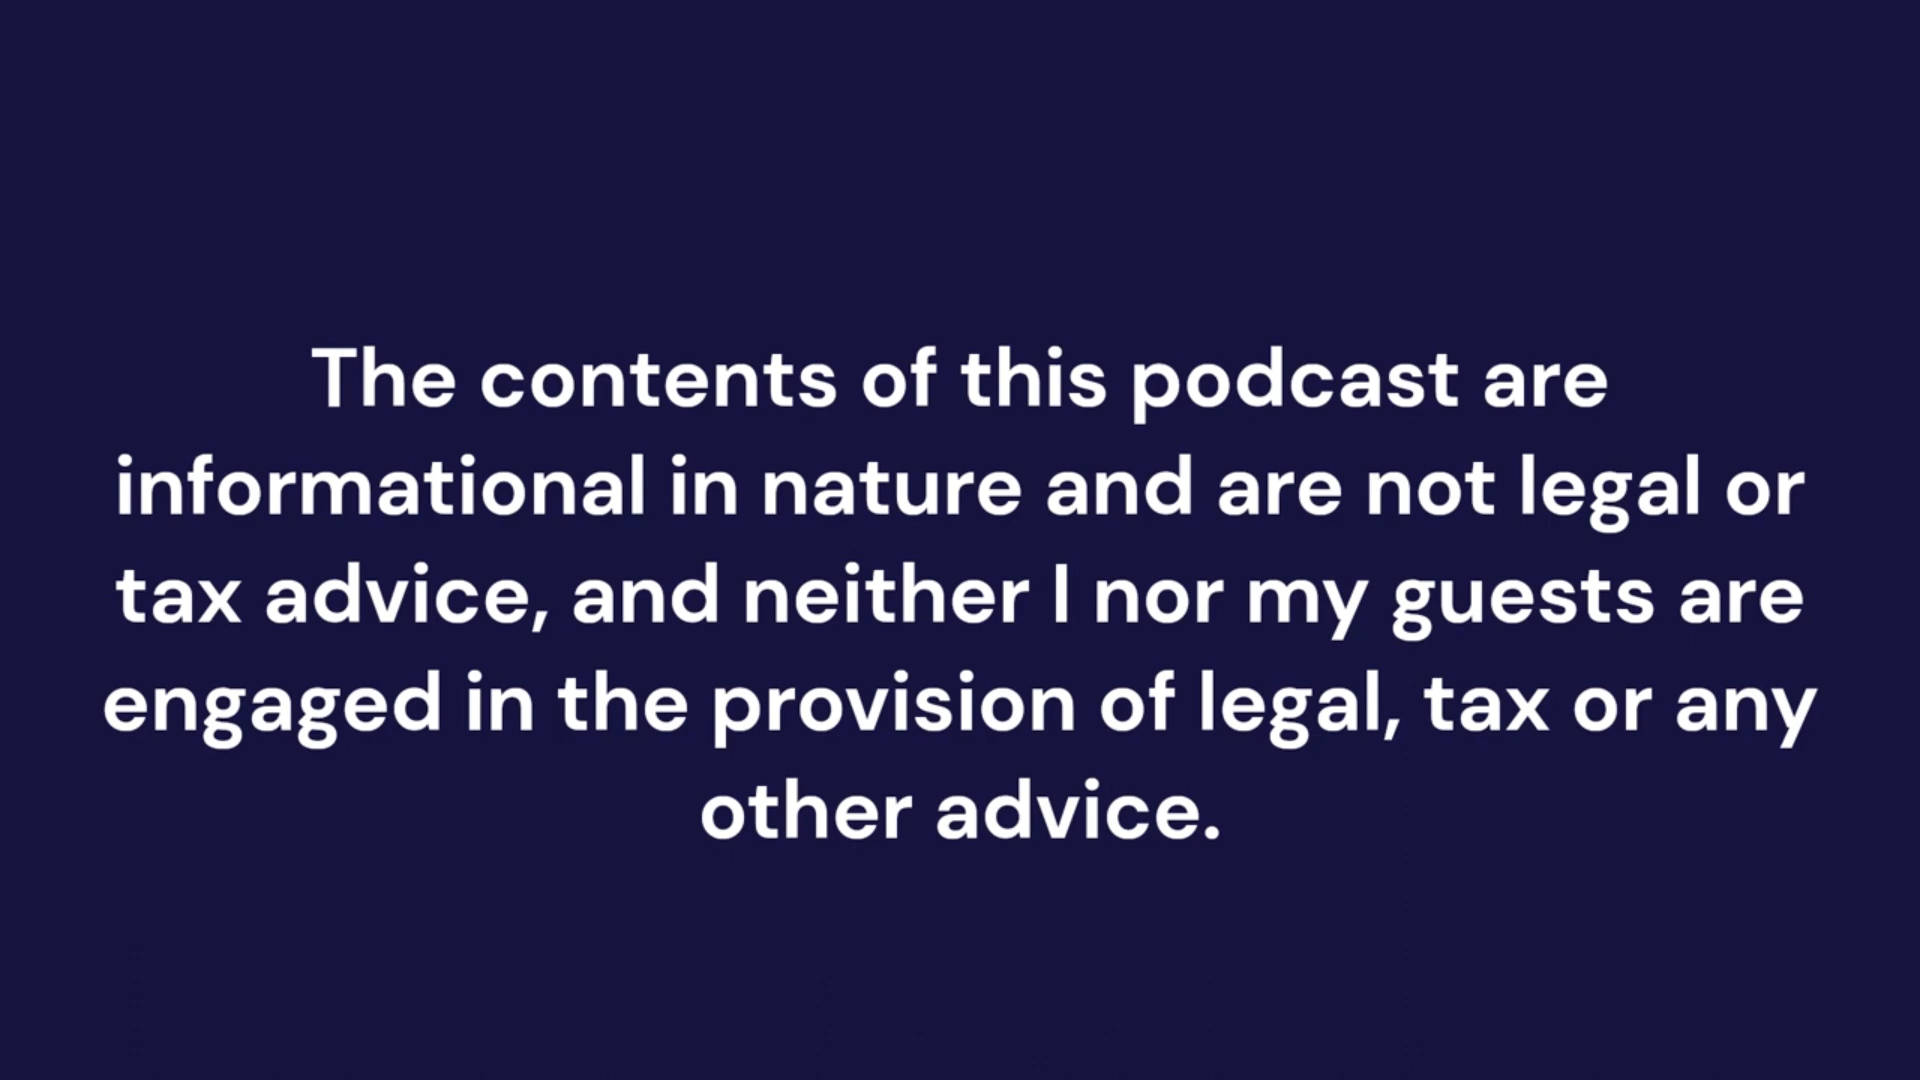 The contents of this podcast are
informational in nature and are not legal or
tax advice, and neither I nor my guests are
engaged in the provision of legal, tax or any
other advice.